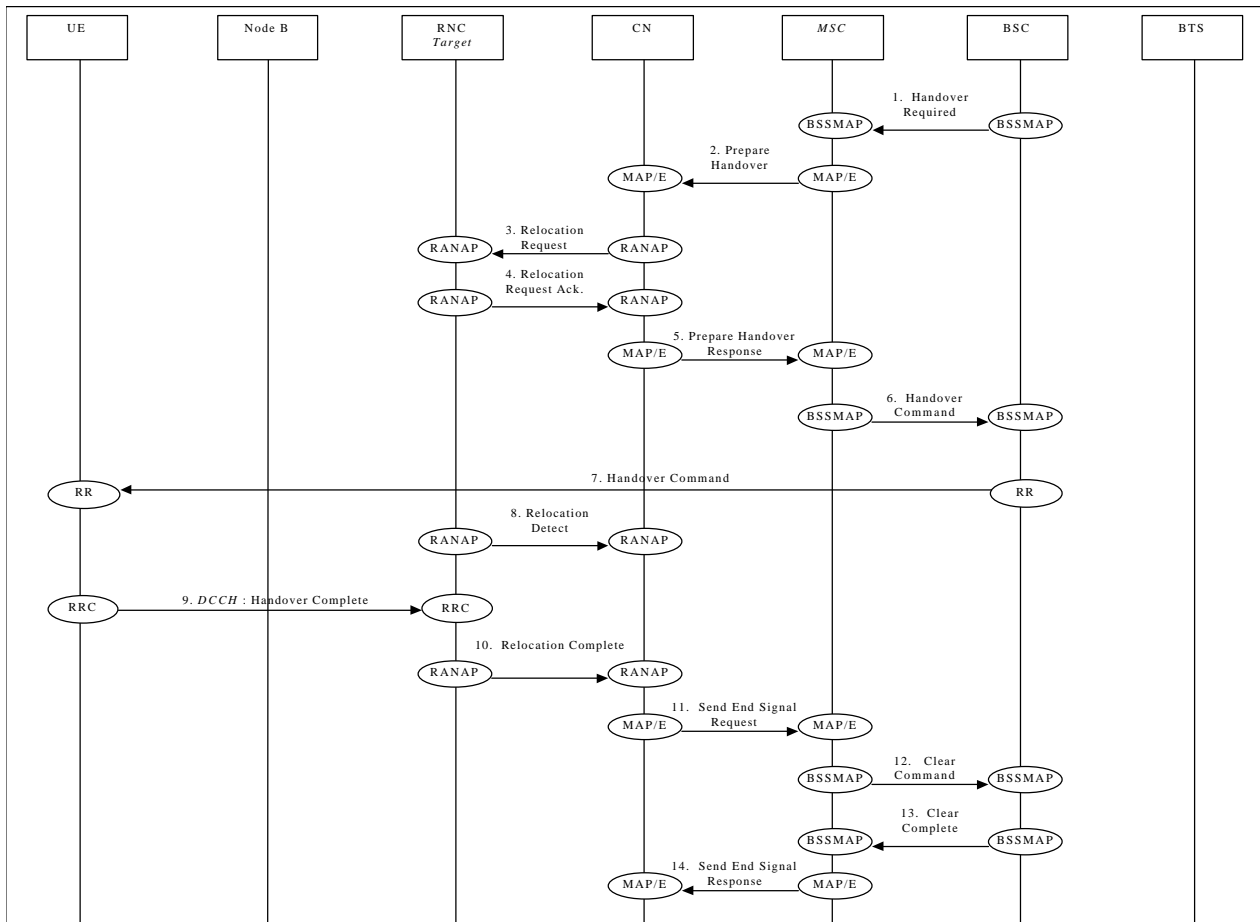 UE
Node B
RNC
Target
CN
MSC
BSC
BTS
1. Handover
Required
BSSMAP
BSSMAP
2. Prepare
Handover
MAP/E
MAP/E
3. Relocation
Request
RANAP
RANAP
4. Relocation
Request Ack.
RANAP
RANAP
5. Prepare Handover
Response
MAP/E
MAP/E
6. Handover
Command
BSSMAP
BSSMAP
7. Handover Command
RR
RR
8. Relocation
Detect
RANAP
RANAP
9. DCCH : Handover Complete
RRC
RRC
10. Relocation Complete
RANAP
RANAP
11. Send End Signal
Request
MAP/E
MAP/E
12. Clear
Command
BSSMAP
BSSMAP
13. Clear
Complete
BSSMAP
BSSMAP
14. Send End Signal
Response
MAP/E
MAP/E